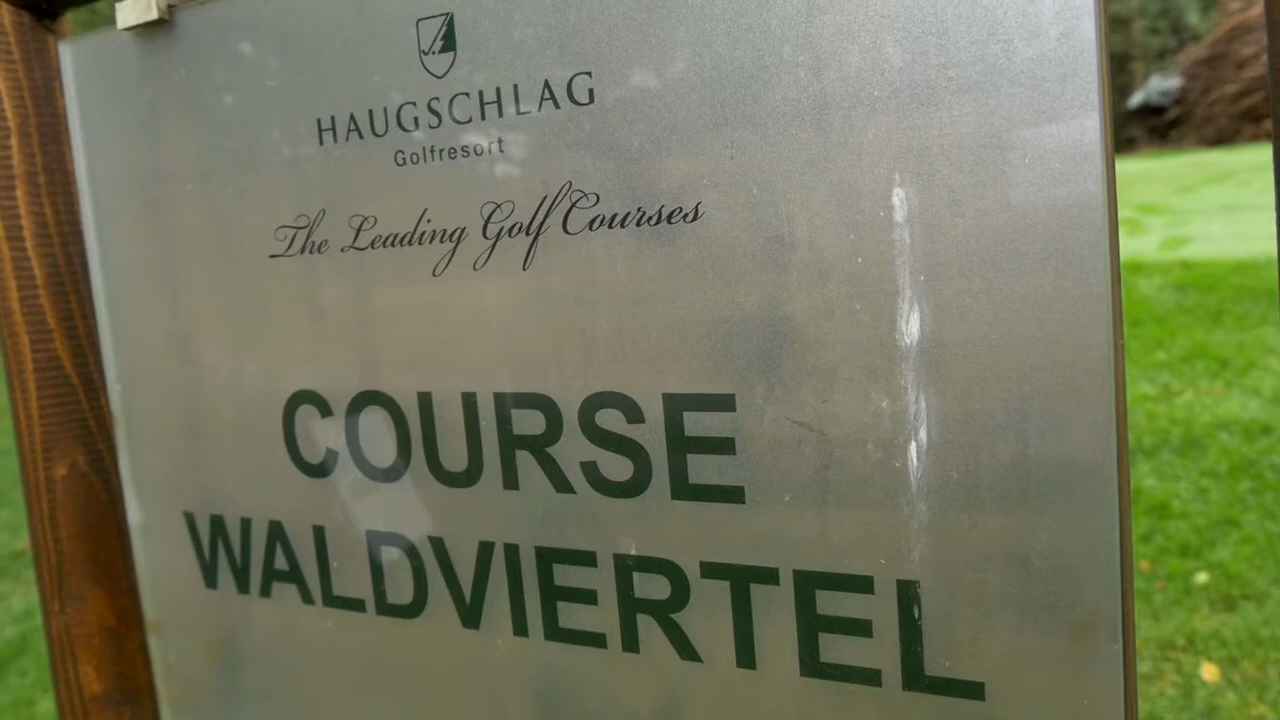 HAUGSCHLAG
Golfresort
The Leading Golf Courses
COURSE
WALDVIERTEL